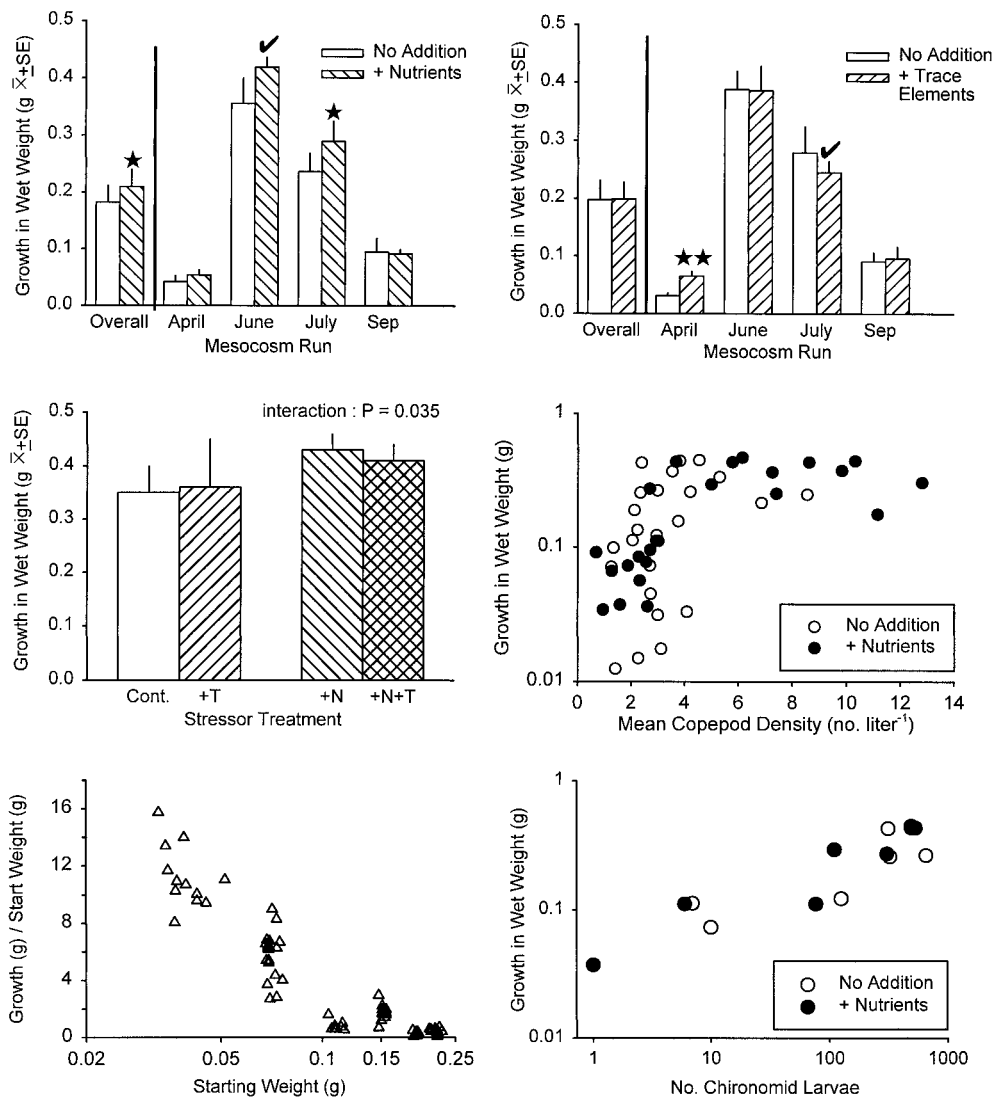 0.5
0.4
0.3
0.2
0.1
0.0
Growth in Wet Weight (g X̅±SE)
No Addition
+ Nutrients
Overall April June July Sep
Mesocosm Run
0.5
0.4
0.3
0.2
0.1
0.0
Growth in Wet Weight (g X̅±SE)
No Addition
+ Trace
Elements
Overall April June July Sep
Mesocosm Run
interaction : P = 0.035
0.5
0.4
0.3
0.4
0.4
0.0
Growth in Wet Weight (g X̅±SE)
Cont. +T +N +N+T
Stressor Treatment
1
0.1
0.01
Growth in Wet Weight (g)
No Addition
+ Nutrients
0 2 4 6 8 10 12 14
Mean Copepod Density (no. liter⁻¹)
16
12
8
4
0
Growth (g) / Start Weight (g)
0.02 0.05 0.1 0.15 0.25
Starting Weight (g)
1
0.1
0.01
Growth in Wet Weight (g)
No Addition
+ Nutrients
1 10 100 1000
No. Chironomid Larvae